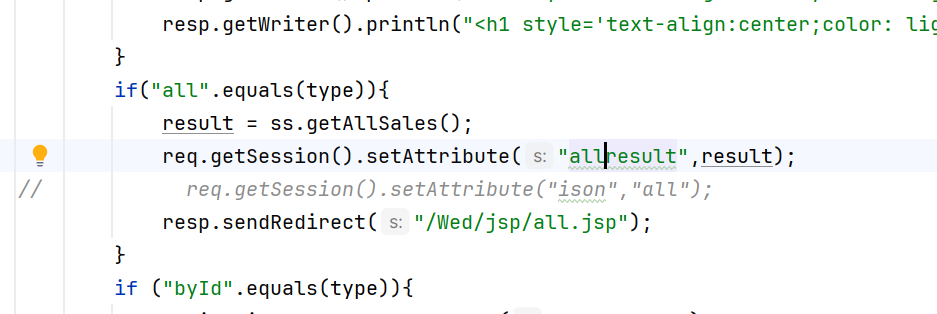 resp.getWriter().println("<h1 style='text-align:center;color: lig
}
if("all".equals(type)){
result = ss.getAllSales();
req.getSession().setAttribute( s: "allresult",result);
// req.getSession().setAttribute("ison","all");
resp.sendRedirect( s: "/Wed/jsp/all.jsp");
}
if ("byId".equals(type)){